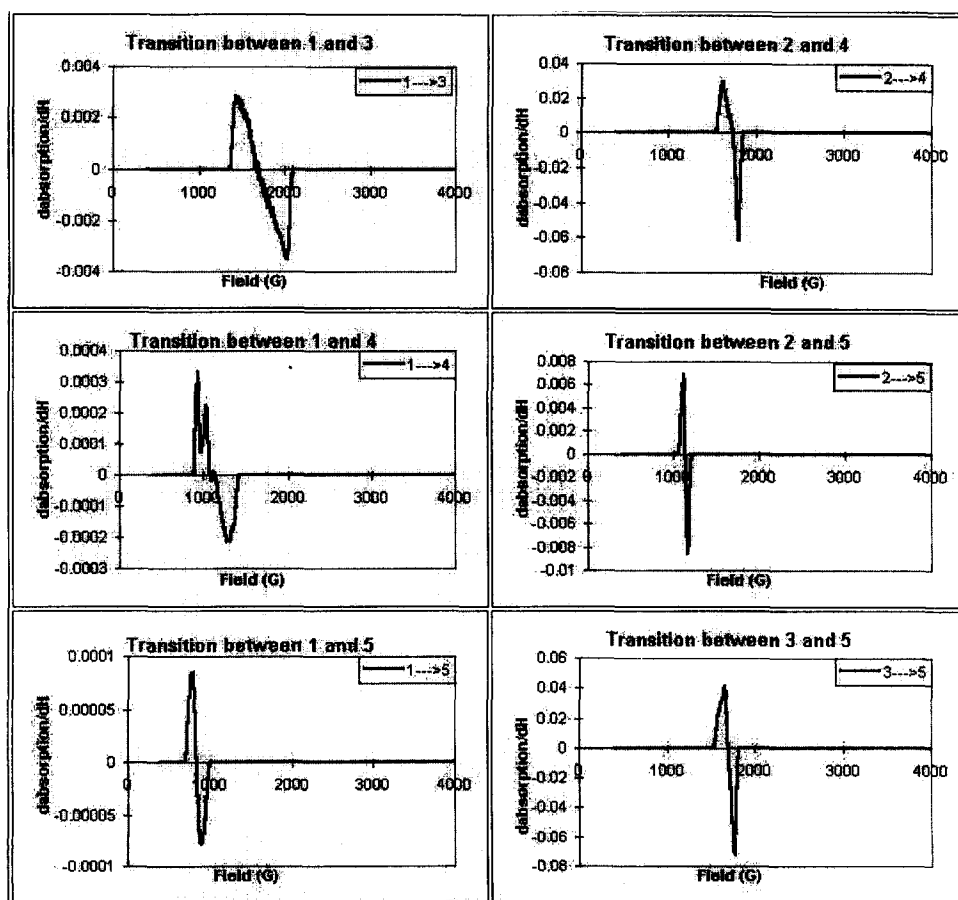 Transition between 1 and 3
0.004
0.002
0
-0.002
-0.004
0 1000 2000 3000 4000
dabsorption/dH
Field (G)
1--->3
Transition between 2 and 4
0.04
0.02
0
-0.02
-0.04
-0.06
-0.08
0 1000 2000 3000 4000
dabsorption/dH
Field (G)
2--->4
Transition between 1 and 4
0.0004
0.0003
0.0002
0.0001
0
-0.0001
-0.0002
-0.0003
0 1000 2000 3000 4000
dabsorption/dH
Field (G)
1--->4
Transition between 2 and 5
0.008
0.006
0.004
0.002
0
-0.002
-0.004
-0.006
-0.008
-0.01
0 1000 2000 3000 4000
dabsorption/dH
Field (G)
2--->5
Transition between 1 and 5
0.0001
0.00005
0
-0.00005
-0.0001
0 1000 2000 3000 4000
dabsorption/dH
Field (G)
1--->5
Transition between 3 and 5
0.06
0.04
0.02
0
-0.02
-0.04
-0.06
-0.08
0 1000 2000 3000 4000
dabsorption/dH
Field (G)
3--->5